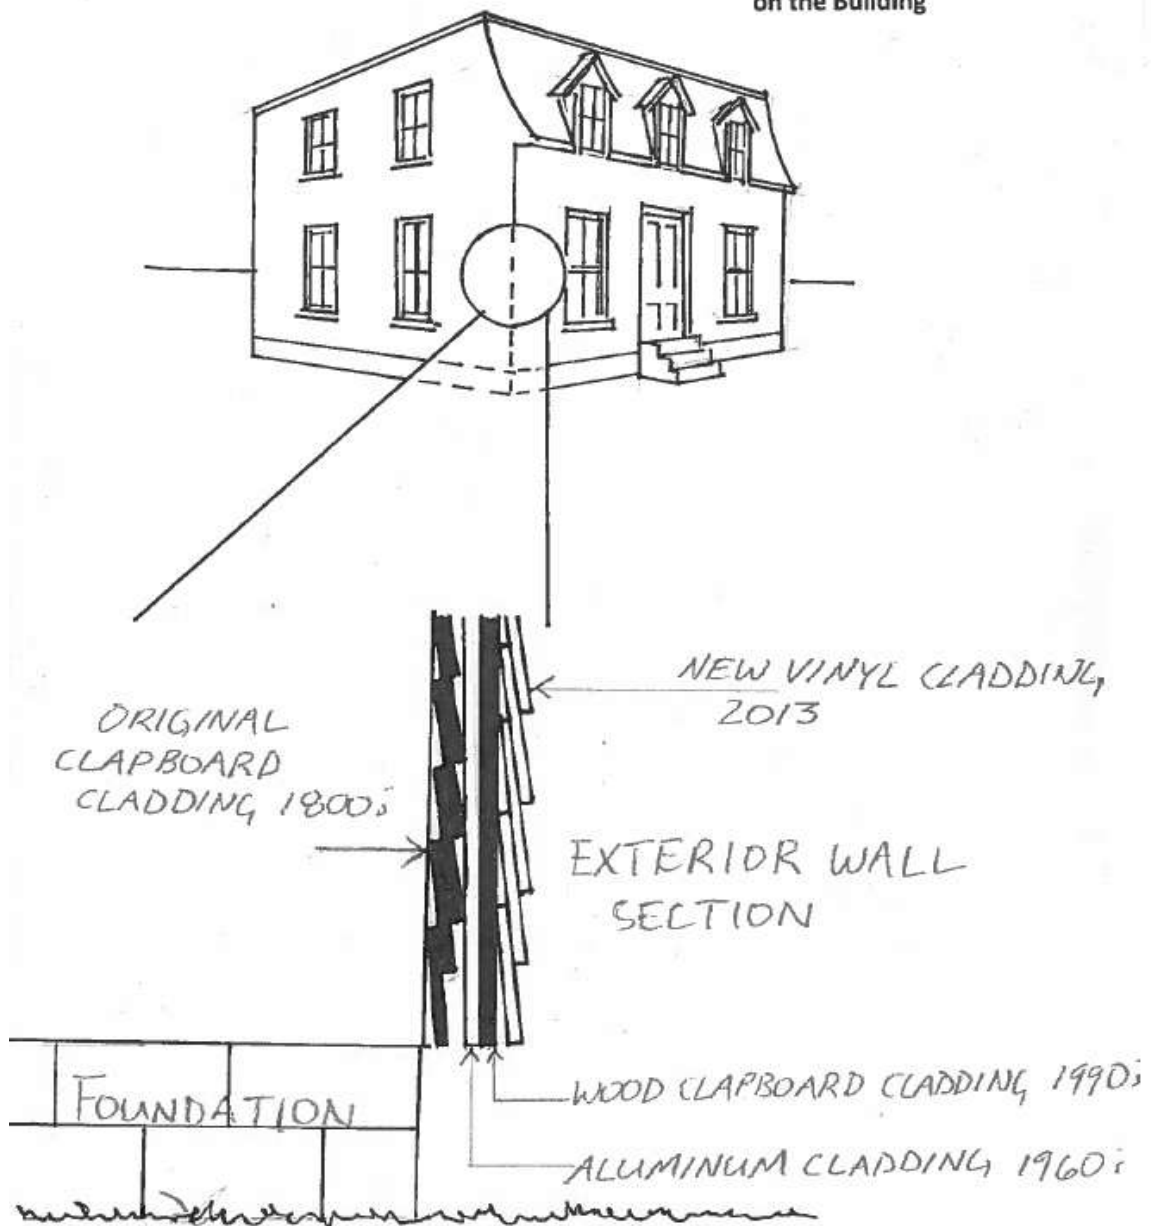 on the Building
NEW VINYL CLADDING,
2013
ORIGINAL
CLAPBOARD
CLADDING 1800s
EXTERIOR WALL
SECTION
FOUNDATION
WOOD CLAPBOARD CLADDING 1990s
ALUMINUM CLADDING 1960s